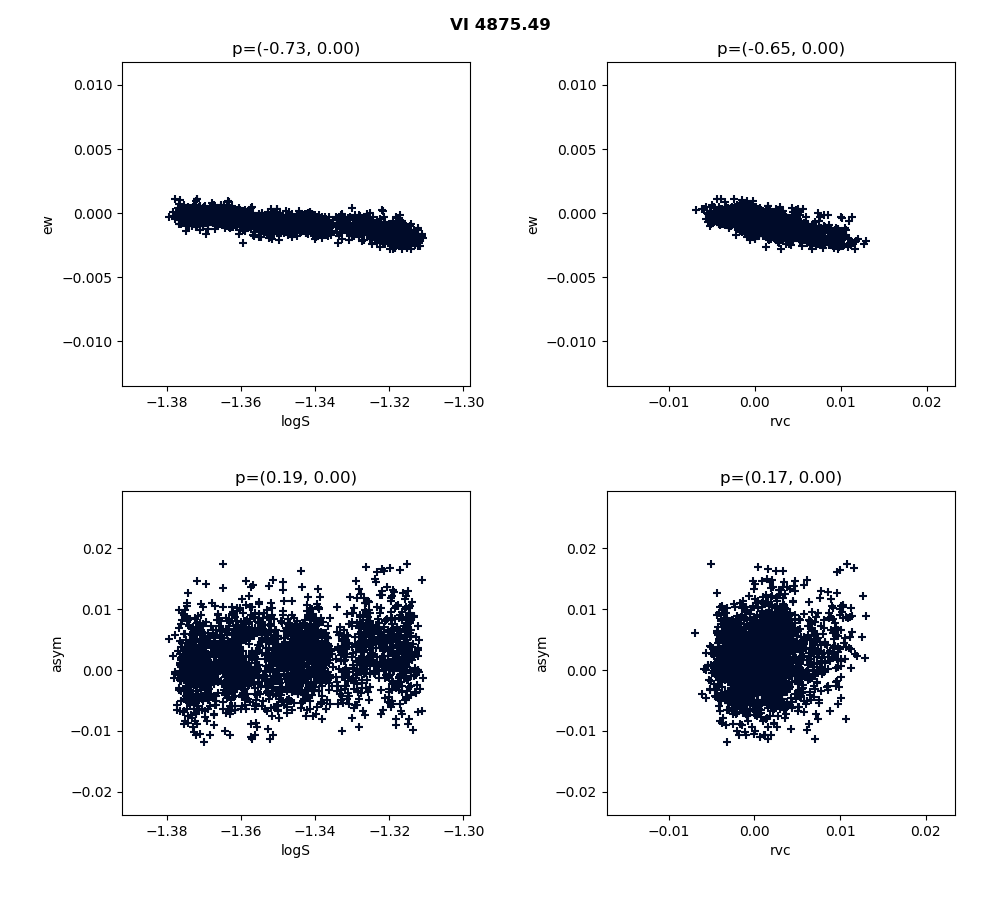 VI 4875.49
p=(-0.73, 0.00)
p=(-0.65, 0.00)
0.010
0.005
0.000
−0.005
−0.010
ew
−1.38 −1.36 −1.34 −1.32 −1.30
logS
0.010
0.005
0.000
−0.005
−0.010
ew
−0.01 0.00 0.01 0.02
rvc
p=(0.19, 0.00)
p=(0.17, 0.00)
0.02
0.01
0.00
−0.01
−0.02
asym
−1.38 −1.36 −1.34 −1.32 −1.30
logS
0.02
0.01
0.00
−0.01
−0.02
asym
−0.01 0.00 0.01 0.02
rvc